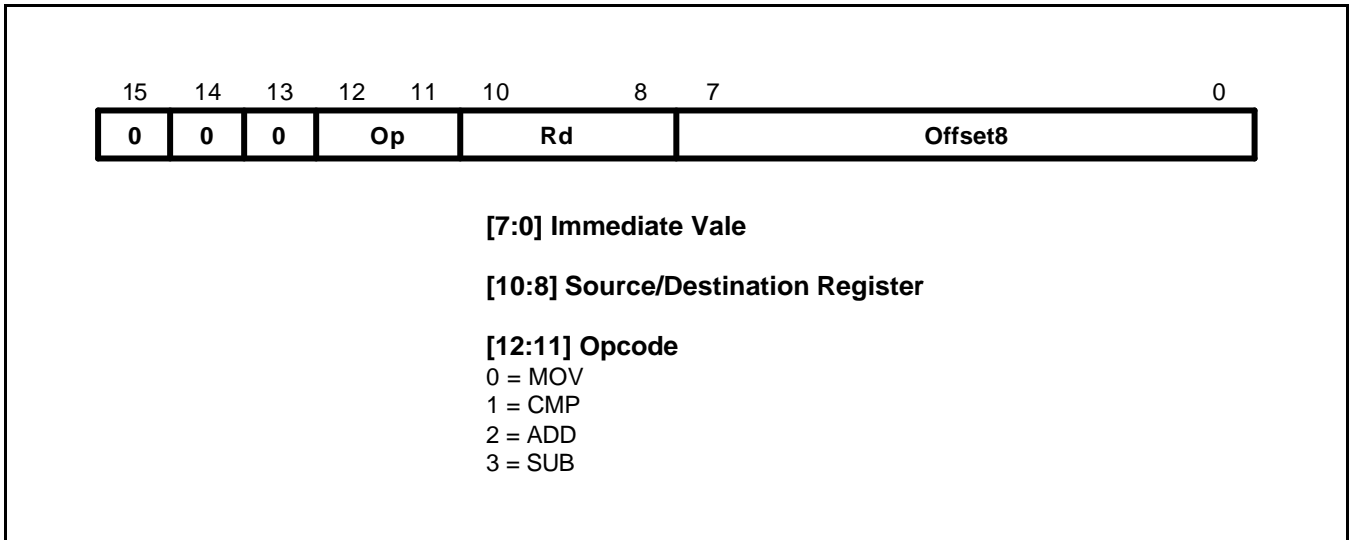 15 14 13 12 11 10 8 7 0
0 0 0 Op Rd Offset8
[7:0] Immediate Vale
[10:8] Source/Destination Register
[12:11] Opcode
0 = MOV
1 = CMP
2 = ADD
3 = SUB